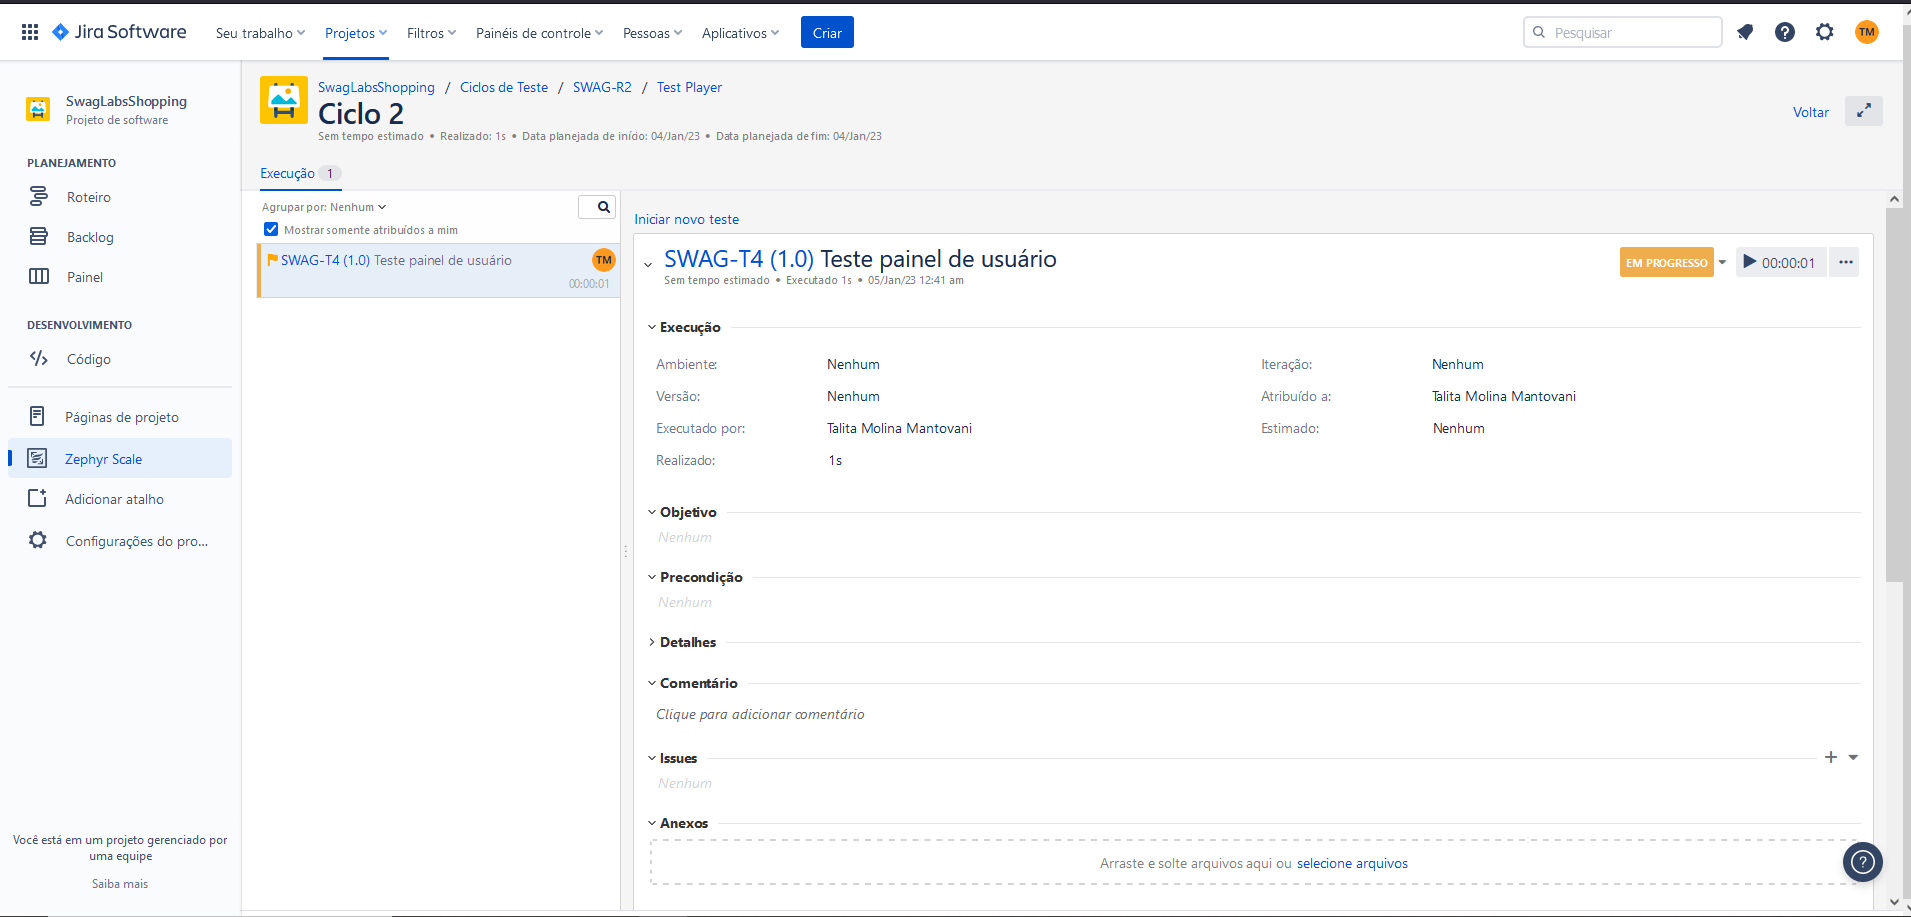 Jira Software Seu trabalho Projetos Filtros Painéis de controle Pessoas Aplicativos Criar Pesquisar TM
SwagLabsShopping
Projeto de software
PLANEJAMENTO
Roteiro
Backlog
Painel
DESENVOLVIMENTO
Código
Páginas de projeto
Zephyr Scale
Adicionar atalho
Configurações do pro...
Você está em um projeto gerenciado por
uma equipe
Saiba mais
SwagLabsShopping / Ciclos de Teste / SWAG-R2 / Test Player
Ciclo 2
Sem tempo estimado • Realizado: 1s • Data planejada de início: 04/Jan/23 • Data planejada de fim: 04/Jan/23
Voltar
Execução 1
Agrupar por: Nenhum
Mostrar somente atribuídos a mim
SWAG-T4 (1.0) Teste painel de usuário TM
00:00:01
Iniciar novo teste
SWAG-T4 (1.0) Teste painel de usuário
EM PROGRESSO 00:00:01
Sem tempo estimado • Executado 1s • 05/Jan/23 12:41 am
Execução
Ambiente: Nenhum Iteração: Nenhum
Versão: Nenhum Atribuído a: Talita Molina Mantovani
Executado por: Talita Molina Mantovani Estimado: Nenhum
Realizado: 1s
Objetivo
Nenhum
Precondição
Nenhum
Detalhes
Comentário
Clique para adicionar comentário
Issues
Nenhum
Anexos
Arraste e solte arquivos aqui ou selecione arquivos